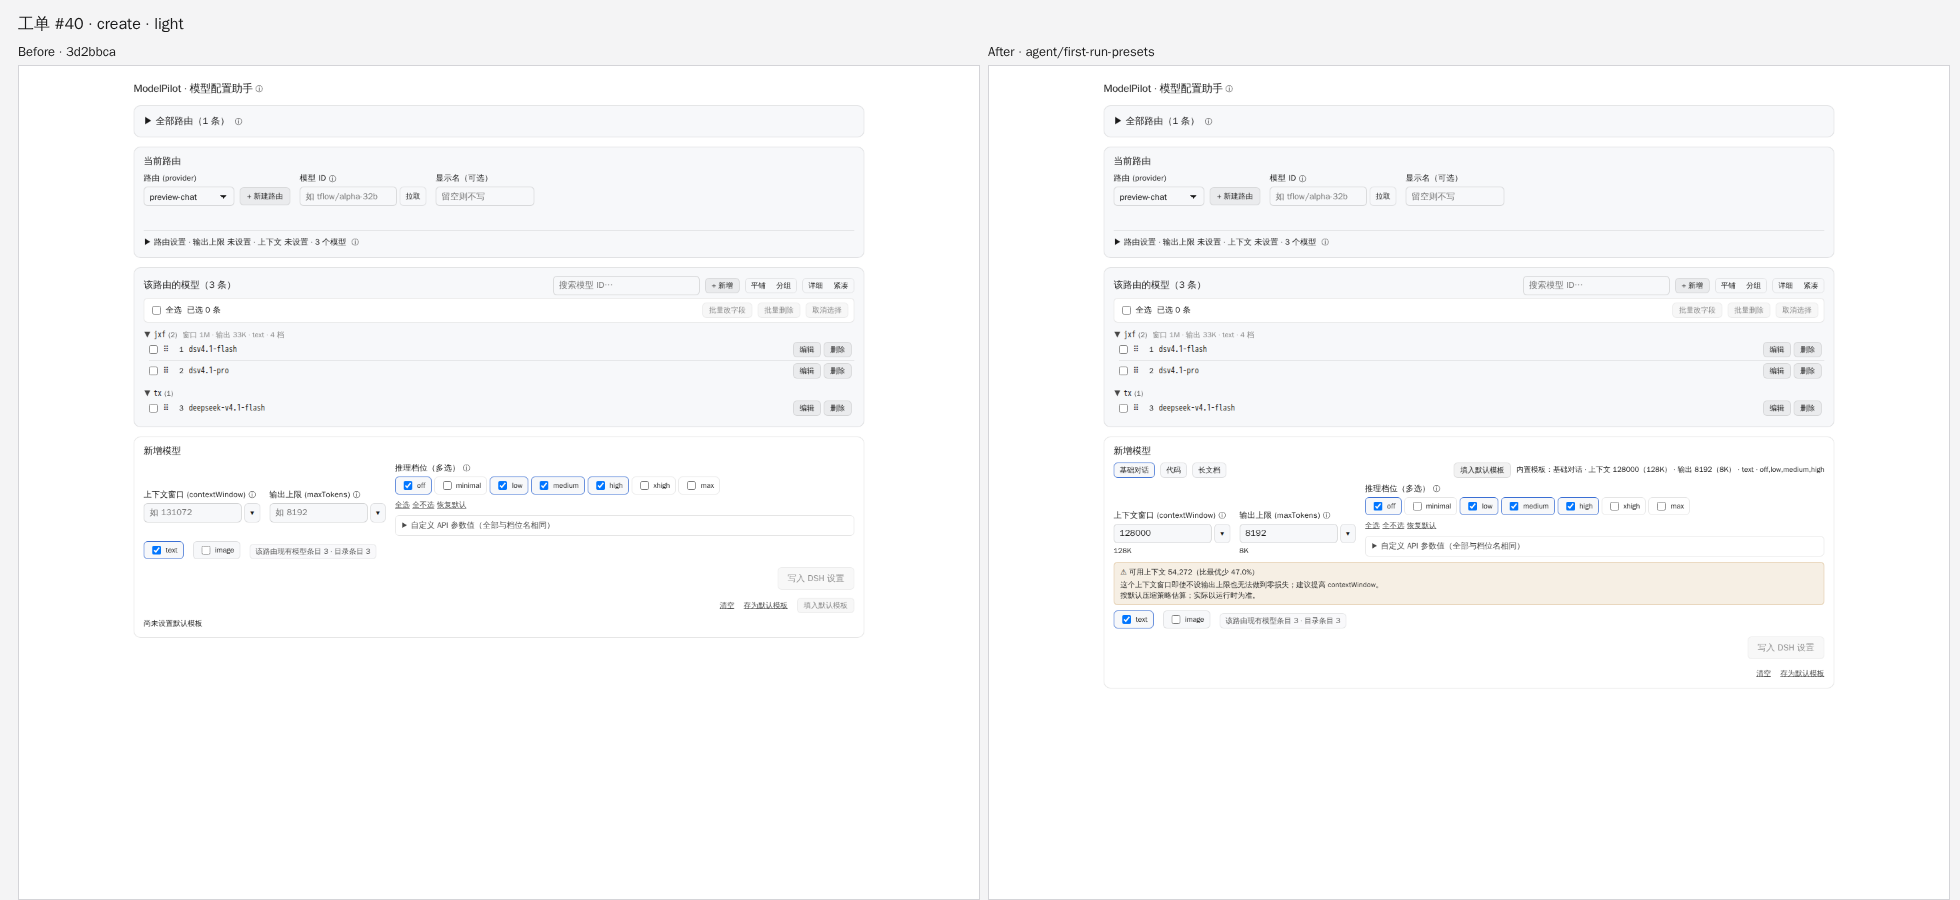 工单 #40 · create · light
Before · 3d2bbca
ModelPilot · 模型配置助手 ⓘ
▶ 全部路由（1 条） ⓘ
当前路由
路由 (provider) 模型 ID ⓘ 显示名（可选）
preview-chat + 新建路由 如 tflow/alpha-32b 拉取 留空则不写
▶ 路由设置 · 输出上限 未设置 · 上下文 未设置 · 3 个模型 ⓘ
该路由的模型（3 条） 搜索模型 ID… + 新增 平铺 分组 详细 紧凑
全选 已选 0 条 批量改字段 批量删除 取消选择
▼ jxf (2) 窗口 1M · 输出 33K · text · 4 档
1 dsv4.1-flash 编辑 删除
2 dsv4.1-pro 编辑 删除
▼ tx (1)
3 deepseek-v4.1-flash 编辑 删除
新增模型
推理档位（多选） ⓘ
off minimal low medium high xhigh max
上下文窗口 (contextWindow) ⓘ 输出上限 (maxTokens) ⓘ
全选 全不选 恢复默认
如 131072 ▾ 如 8192 ▾
▶ 自定义 API 参数值（全部与档位名相同）
text image 该路由现有模型条目 3 · 目录条目 3
写入 DSH 设置
清空 存为默认模板 填入默认模板
尚未设置默认模板
After · agent/first-run-presets
ModelPilot · 模型配置助手 ⓘ
▶ 全部路由（1 条） ⓘ
当前路由
路由 (provider) 模型 ID ⓘ 显示名（可选）
preview-chat + 新建路由 如 tflow/alpha-32b 拉取 留空则不写
▶ 路由设置 · 输出上限 未设置 · 上下文 未设置 · 3 个模型 ⓘ
该路由的模型（3 条） 搜索模型 ID… + 新增 平铺 分组 详细 紧凑
全选 已选 0 条 批量改字段 批量删除 取消选择
▼ jxf (2) 窗口 1M · 输出 33K · text · 4 档
1 dsv4.1-flash 编辑 删除
2 dsv4.1-pro 编辑 删除
▼ tx (1)
3 deepseek-v4.1-flash 编辑 删除
新增模型
基础对话 代码 长文档 填入默认模板 内置模板：基础对话 · 上下文 128000（128K） · 输出 8192（8K） · text · off,low,medium,high
推理档位（多选） ⓘ
off minimal low medium high xhigh max
上下文窗口 (contextWindow) ⓘ 输出上限 (maxTokens) ⓘ
全选 全不选 恢复默认
128000 ▾ 8192 ▾
▶ 自定义 API 参数值（全部与档位名相同）
128K 8K
⚠ 可用上下文 54,272（比最优少 47.0%）
这个上下文窗口即使不设输出上限也无法做到零损失；建议提高 contextWindow。
按默认压缩策略估算；实际以运行时为准。
text image 该路由现有模型条目 3 · 目录条目 3
写入 DSH 设置
清空 存为默认模板